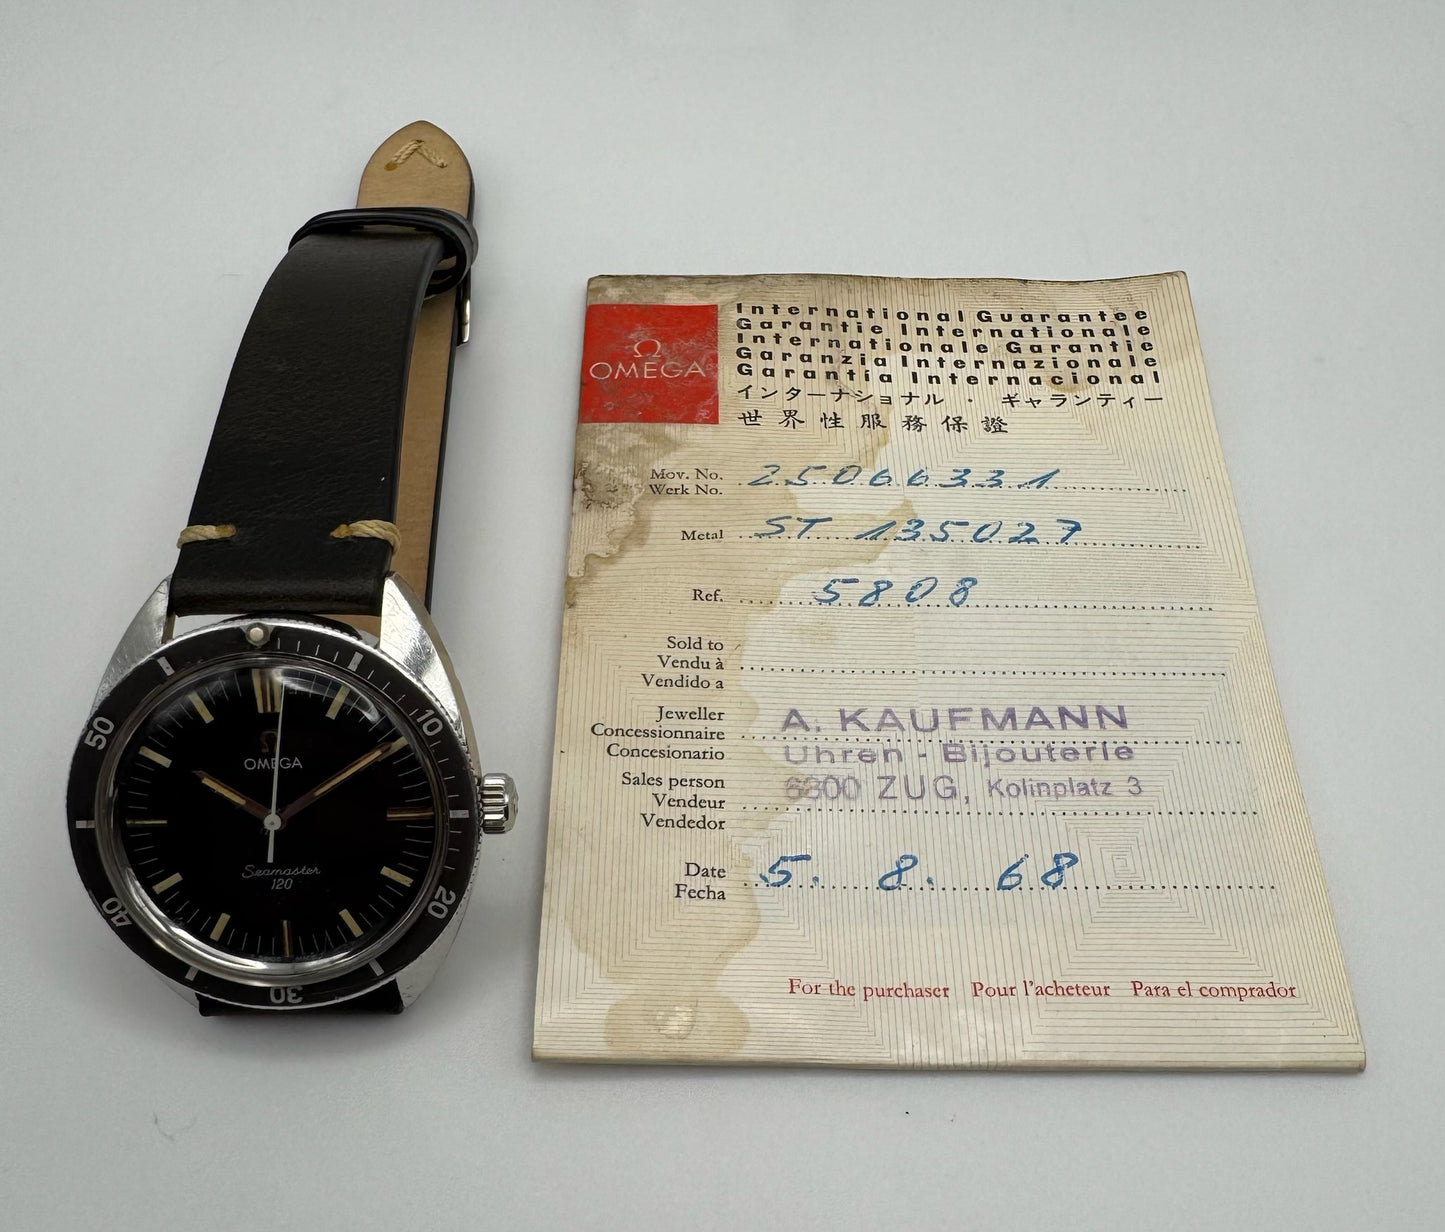 50
10
20
30
40
OMEGA
Seamaster
120
Ω
OMEGA
International Guarantee
Garantie Internationale
Internationale Garantie
Garanzia Internazionale
Garantía Internacional
インターナショナル・ギャランティー
世界性服務保證
Mov. No. 25066331
Werk No.
Metal ST 135027
Ref. 5808
Sold to
Vendu à
Vendido a
Jeweller A. KAUFMANN
Concessionnaire
Concesionario Uhren - Bijouterie
Sales person 6300 ZUG, Kolinplatz 3
Vendeur
Vendedor
Date 5. 8. 68
Fecha
For the purchaser Pour l'acheteur Para el comprador